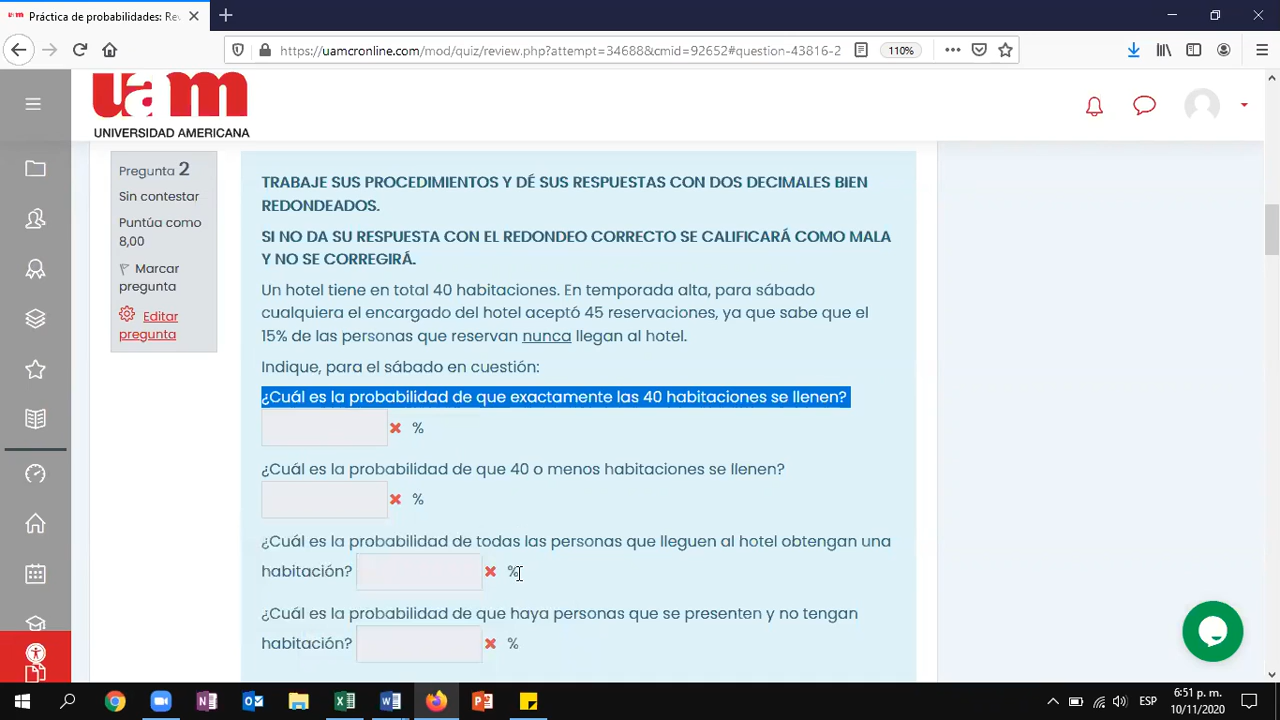 Práctica de probabilidades: Rev
https://uamcronline.com/mod/quiz/review.php?attempt=34688&cmid=92652#question-43816-2
110%
uam
UNIVERSIDAD AMERICANA
Pregunta 2
Sin contestar
Puntúa como
8,00
Marcar
pregunta
Editar
pregunta
TRABAJE SUS PROCEDIMIENTOS Y DÉ SUS RESPUESTAS CON DOS DECIMALES BIEN
REDONDEADOS.
SI NO DA SU RESPUESTA CON EL REDONDEO CORRECTO SE CALIFICARÁ COMO MALA
Y NO SE CORREGIRÁ.
Un hotel tiene en total 40 habitaciones. En temporada alta, para sábado
cualquiera el encargado del hotel aceptó 45 reservaciones, ya que sabe que el
15% de las personas que reservan nunca llegan al hotel.
Indique, para el sábado en cuestión:
¿Cuál es la probabilidad de que exactamente las 40 habitaciones se llenen?
%
¿Cuál es la probabilidad de que 40 o menos habitaciones se llenen?
%
¿Cuál es la probabilidad de todas las personas que lleguen al hotel obtengan una
habitación? %
¿Cuál es la probabilidad de que haya personas que se presenten y no tengan
habitación? %
ESP
6:51 p. m.
10/11/2020